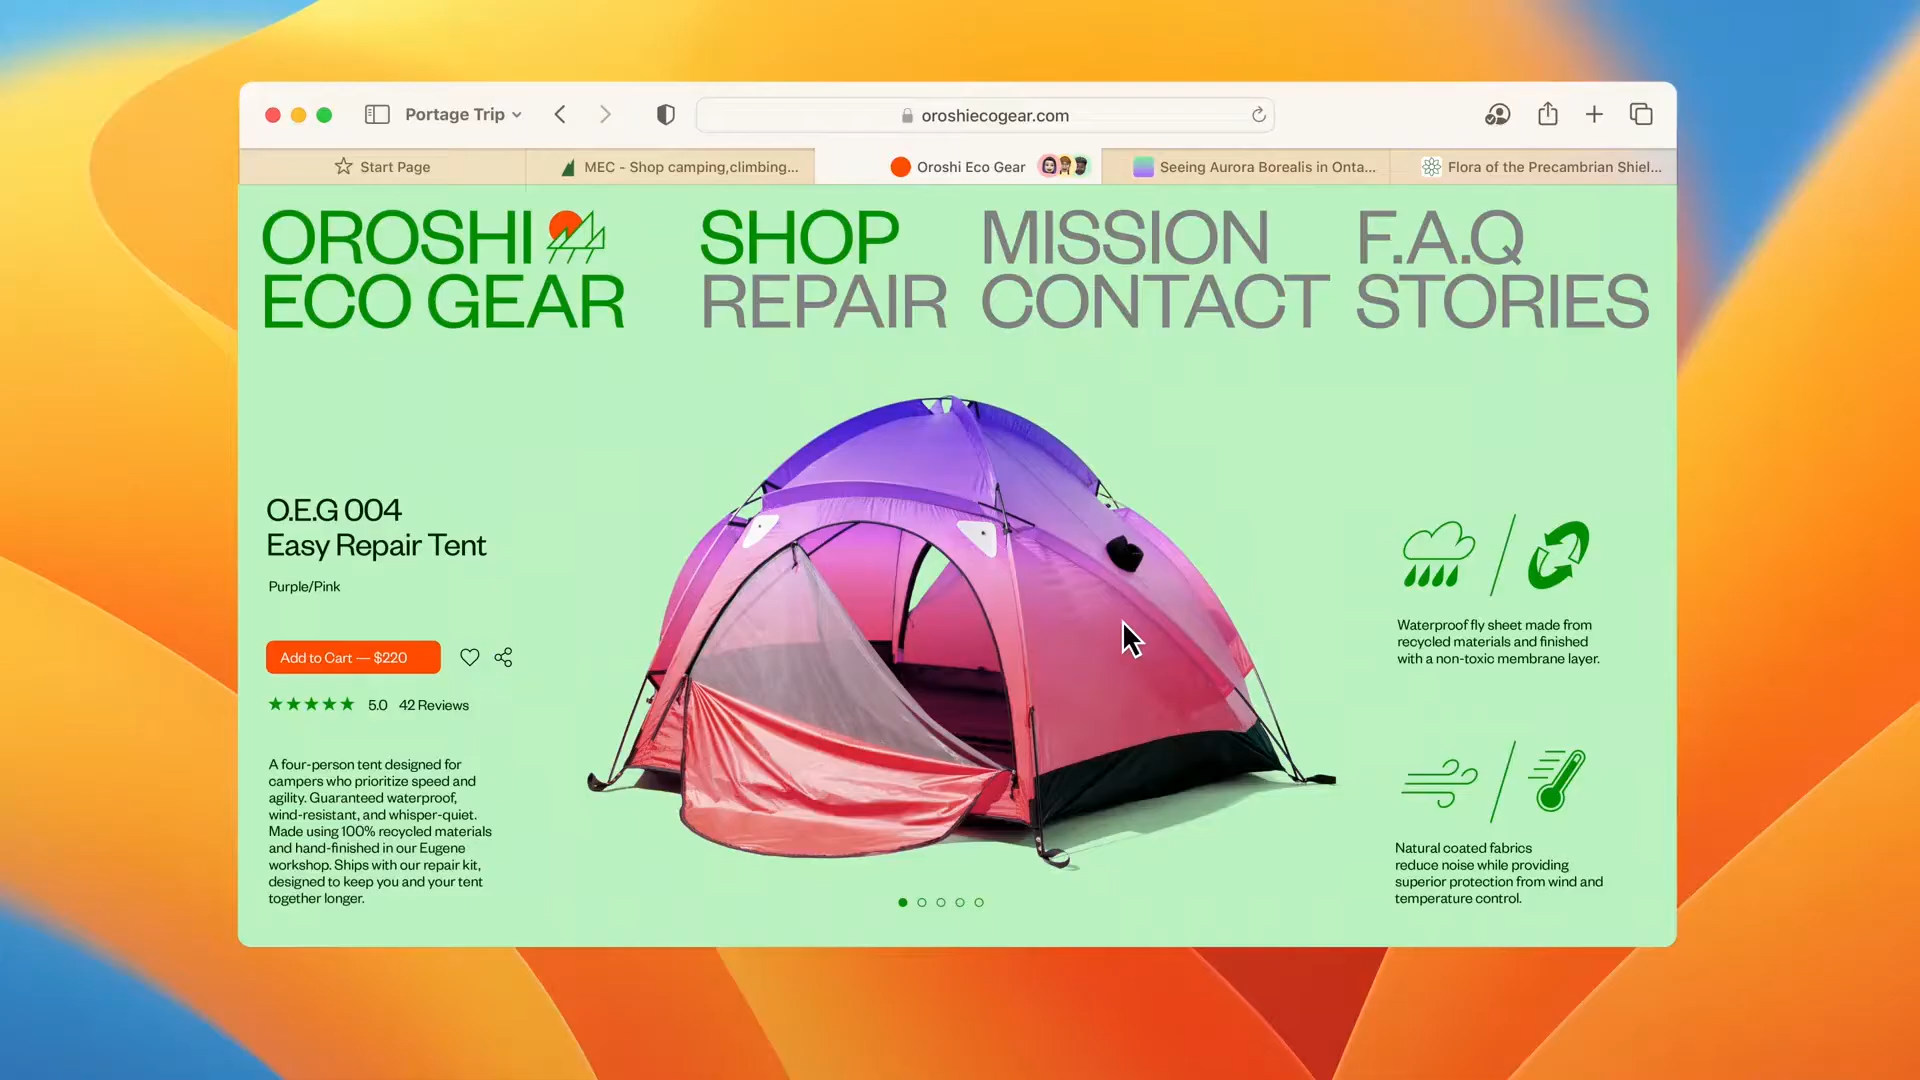 Portage Trip
oroshiecogear.com
Start Page
MEC - Shop camping,climbing...
Oroshi Eco Gear
Seeing Aurora Borealis in Onta...
Flora of the Precambrian Shiel...
OROSHI
ECO GEAR
SHOP
REPAIR
MISSION
CONTACT
F.A.Q
STORIES
O.E.G 004
Easy Repair Tent
Purple/Pink
Add to Cart — $220
5.0 42 Reviews
A four-person tent designed for
campers who prioritize speed and
agility. Guaranteed waterproof,
wind-resistant, and whisper-quiet.
Made using 100% recycled materials
and hand-finished in our Eugene
workshop. Ships with our repair kit,
designed to keep you and your tent
together longer.
Waterproof fly sheet made from
recycled materials and finished
with a non-toxic membrane layer.
Natural coated fabrics
reduce noise while providing
superior protection from wind and
temperature control.